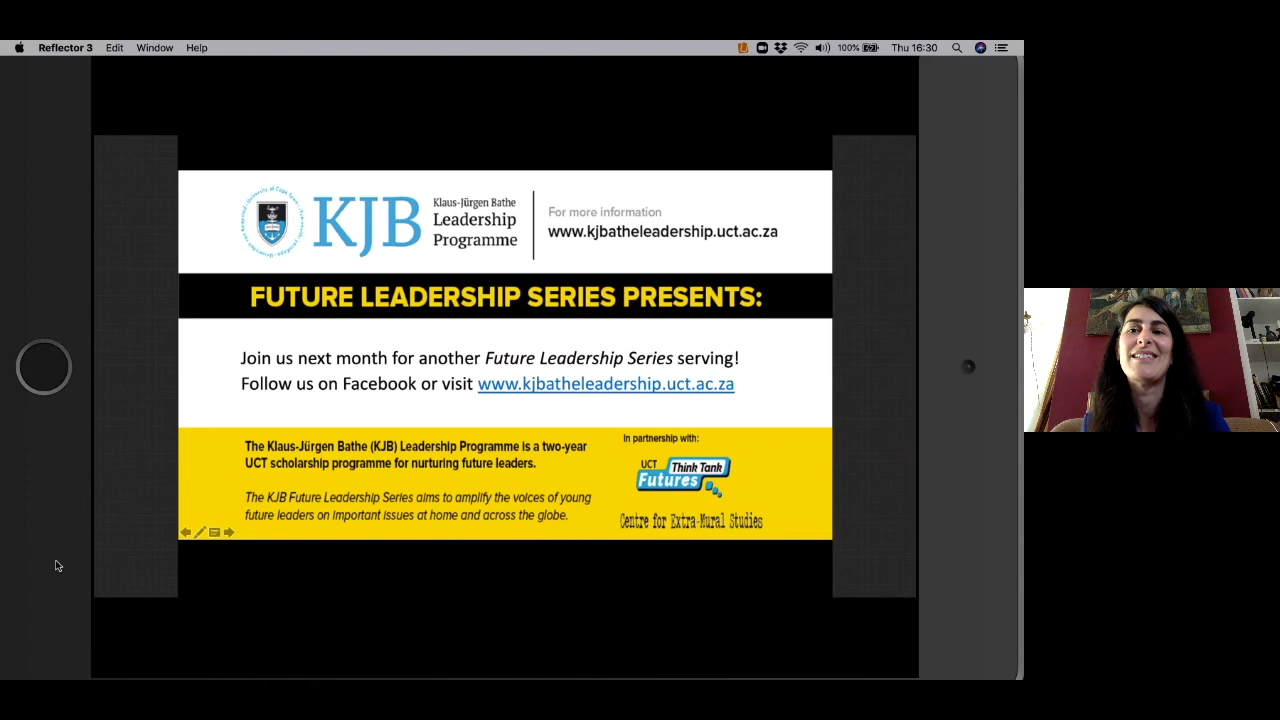 Reflector 3 Edit Window Help
100% Thu 16:30
KJB
Klaus-Jürgen Bathe
Leadership
Programme
For more information
www.kjbatheleadership.uct.ac.za
FUTURE LEADERSHIP SERIES PRESENTS:
Join us next month for another Future Leadership Series serving!
Follow us on Facebook or visit www.kjbatheleadership.uct.ac.za
The Klaus-Jürgen Bathe (KJB) Leadership Programme is a two-year
UCT scholarship programme for nurturing future leaders.
The KJB Future Leadership Series aims to amplify the voices of young
future leaders on important issues at home and across the globe.
In partnership with:
UCT Think Tank
Futures
Centre for Extra-Mural Studies